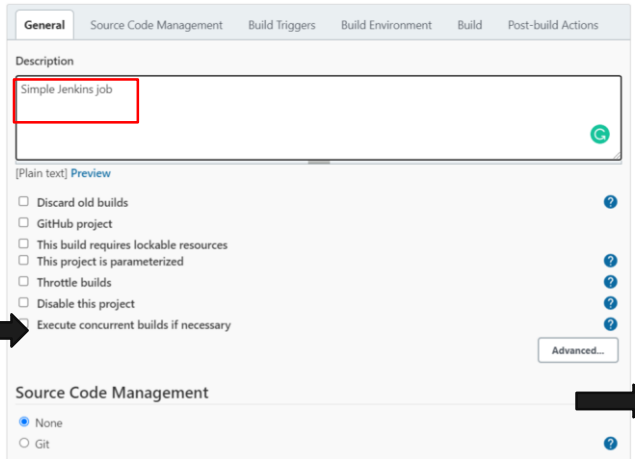 General Source Code Management Build Triggers Build Environment Build Post-build Actions
Description
Simple Jenkins job
[Plain text] Preview
Discard old builds
GitHub project
This build requires lockable resources
This project is parameterized
Throttle builds
Disable this project
Execute concurrent builds if necessary
Advanced...
Source Code Management
None
Git